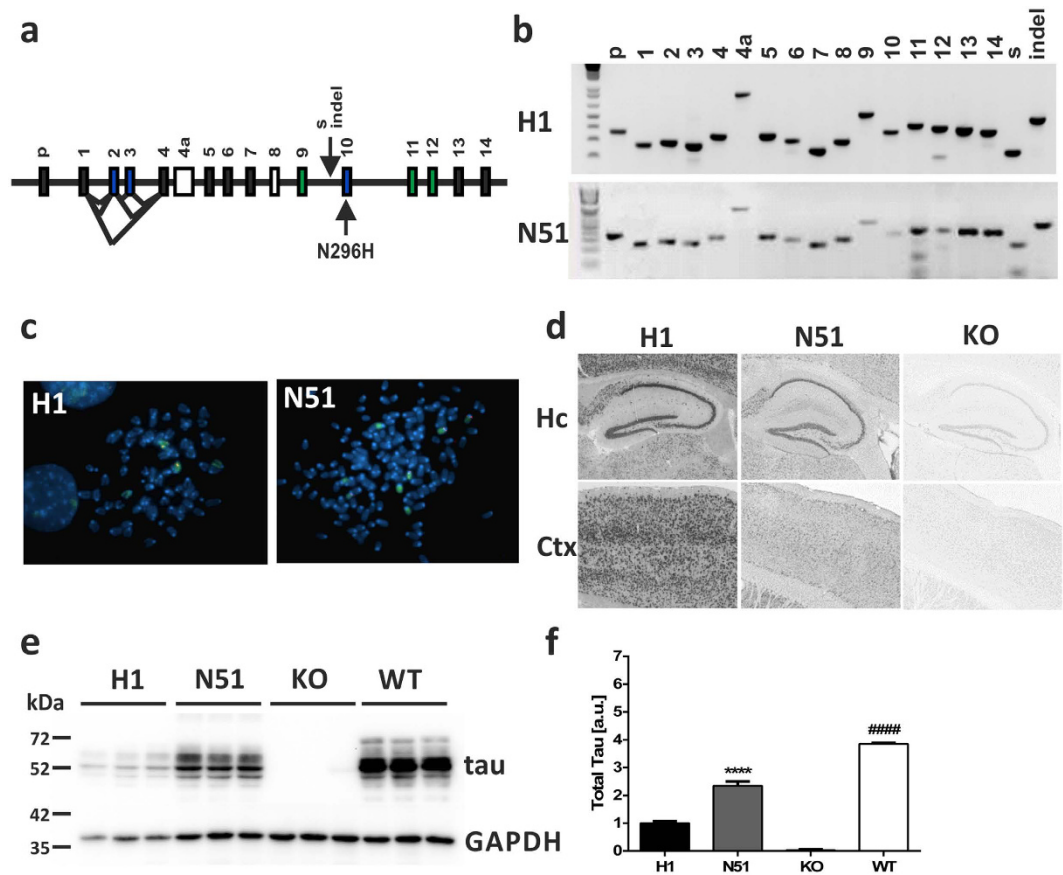 a
s
indel
p 1 2 3 4 4a 5 6 7 8 9 10 11 12 13 14
N296H
b
p 1 2 3 4 4a 5 6 7 8 9 10 11 12 13 14 s indel
H1
N51
c
H1
N51
d
H1 N51 KO
Hc
Ctx
e
H1 N51 KO WT
kDa
72
52
tau
42
35
GAPDH
f
Total Tau [a.u.]
7
6
5
4
3
2
1
0
****
####
H1 N51 KO WT